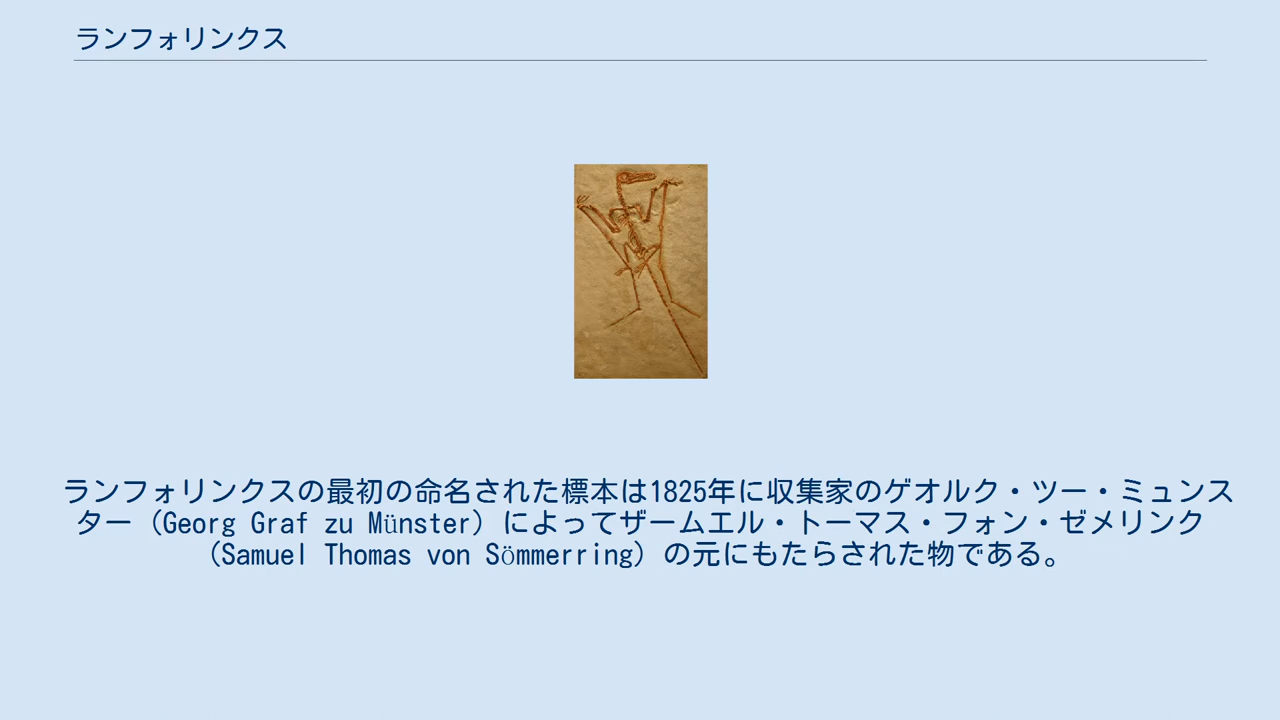 ランフォリンクス
ランフォリンクスの最初の命名された標本は1825年に収集家のゲオルク・ツー・ミュンス
ター（Georg Graf zu Münster）によってザームエル・トーマス・フォン・ゼメリンク
（Samuel Thomas von Sömmerring）の元にもたらされた物である。